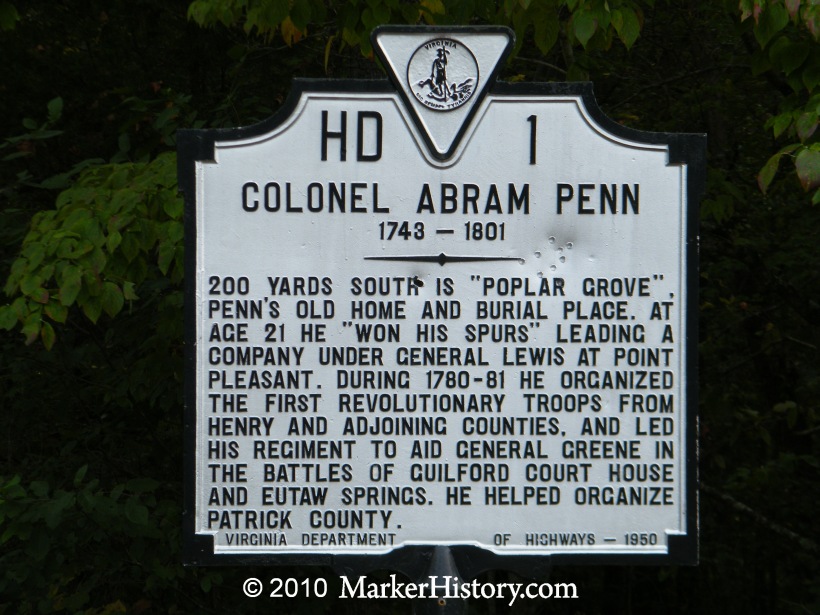 VIRGINIA
SIC SEMPER TYRANNIS
HD 1
COLONEL ABRAM PENN
1743 — 1801
200 YARDS SOUTH IS "POPLAR GROVE",
PENN'S OLD HOME AND BURIAL PLACE. AT
AGE 21 HE "WON HIS SPURS" LEADING A
COMPANY UNDER GENERAL LEWIS AT POINT
PLEASANT. DURING 1780-81 HE ORGANIZED
THE FIRST REVOLUTIONARY TROOPS FROM
HENRY AND ADJOINING COUNTIES, AND LED
HIS REGIMENT TO AID GENERAL GREENE IN
THE BATTLES OF GUILFORD COURT HOUSE
AND EUTAW SPRINGS. HE HELPED ORGANIZE
PATRICK COUNTY.
VIRGINIA DEPARTMENT OF HIGHWAYS — 1950
© 2010 MarkerHistory.com